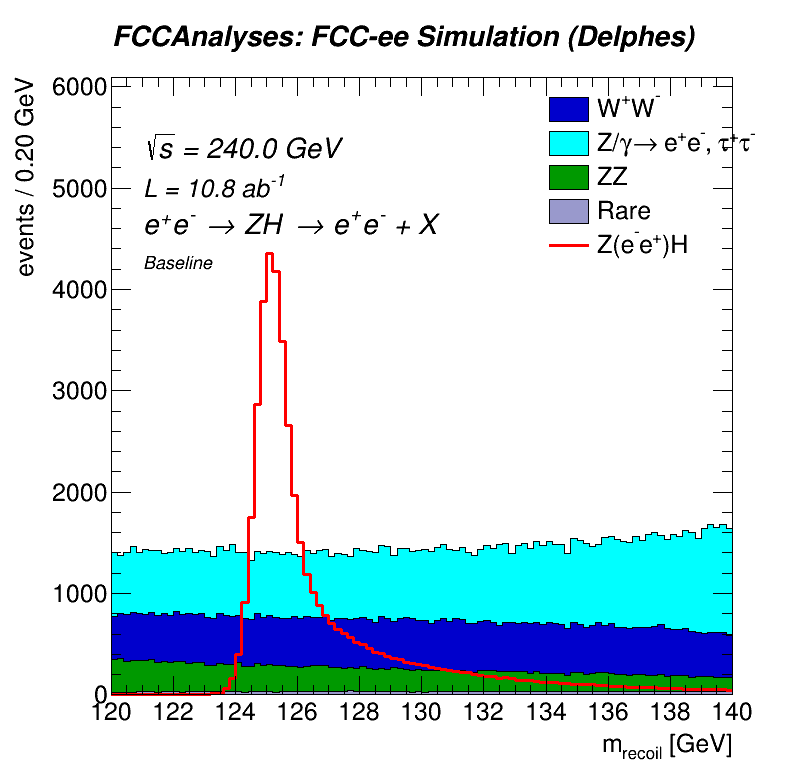 FCCAnalyses: FCC-ee Simulation (Delphes)
events / 0.20 GeV
6000
5000
4000
3000
2000
1000
0
√s = 240.0 GeV
L = 10.8 ab⁻¹
e⁺e⁻ → ZH → e⁺e⁻ + X
Baseline
W⁺W⁻
Z/γ→ e⁺e⁻, τ⁺τ⁻
ZZ
Rare
Z(e⁻e⁺)H
120 122 124 126 128 130 132 134 136 138 140
m_recoil [GeV]